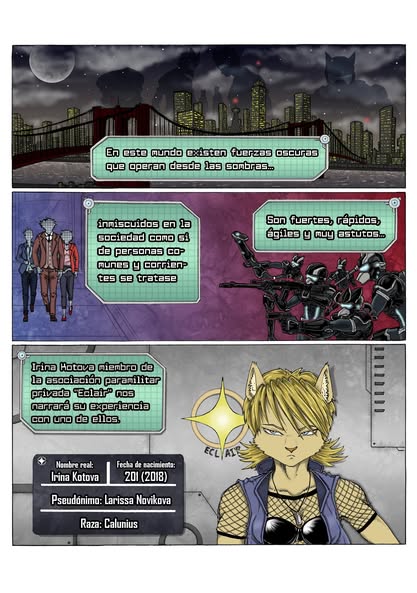 En este mundo existen fuerzas oscuras
que operan desde las sombras...
inmiscuidos en la
sociedad como si
de personas co-
munes y corrien-
tes se tratase
Son fuertes, rápidos,
ágiles y muy astutos...
Irina Kotova miembro de
la asociación paramilitar
privada "Eclair" nos
narrará su experiencia
con uno de ellos.
ECLAIR
Nombre real:
Irina Kotova
Fecha de nacimiento:
201 (2018)
Pseudónimo: Larissa Novikova
Raza: Calunius